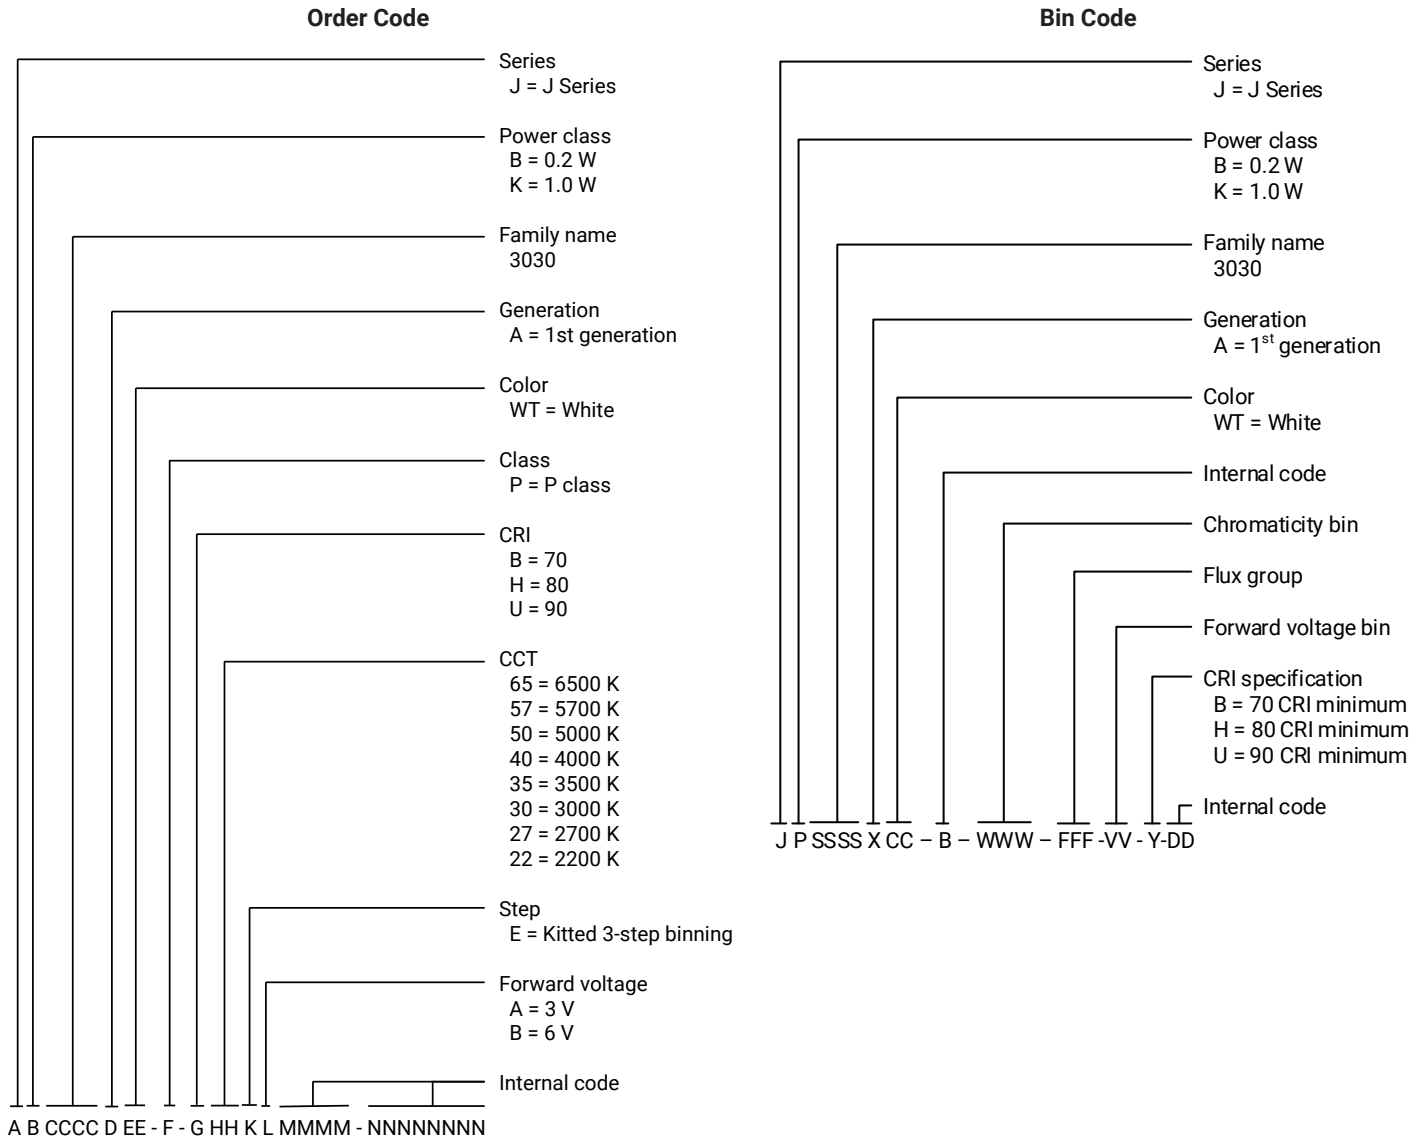 Order Code
Series
J = J Series
Power class
B = 0.2 W
K = 1.0 W
Family name
3030
Generation
A = 1st generation
Color
WT = White
Class
P = P class
CRI
B = 70
H = 80
U = 90
CCT
65 = 6500 K
57 = 5700 K
50 = 5000 K
40 = 4000 K
35 = 3500 K
30 = 3000 K
27 = 2700 K
22 = 2200 K
Step
E = Kitted 3-step binning
Forward voltage
A = 3 V
B = 6 V
Internal code
A B CCCC D EE - F - G HH K L MMMM - NNNNNNNN
Bin Code
Series
J = J Series
Power class
B = 0.2 W
K = 1.0 W
Family name
3030
Generation
A = 1st generation
Color
WT = White
Internal code
Chromaticity bin
Flux group
Forward voltage bin
CRI specification
B = 70 CRI minimum
H = 80 CRI minimum
U = 90 CRI minimum
Internal code
J P SSSS X CC – B – WWW – FFF -VV - Y-DD